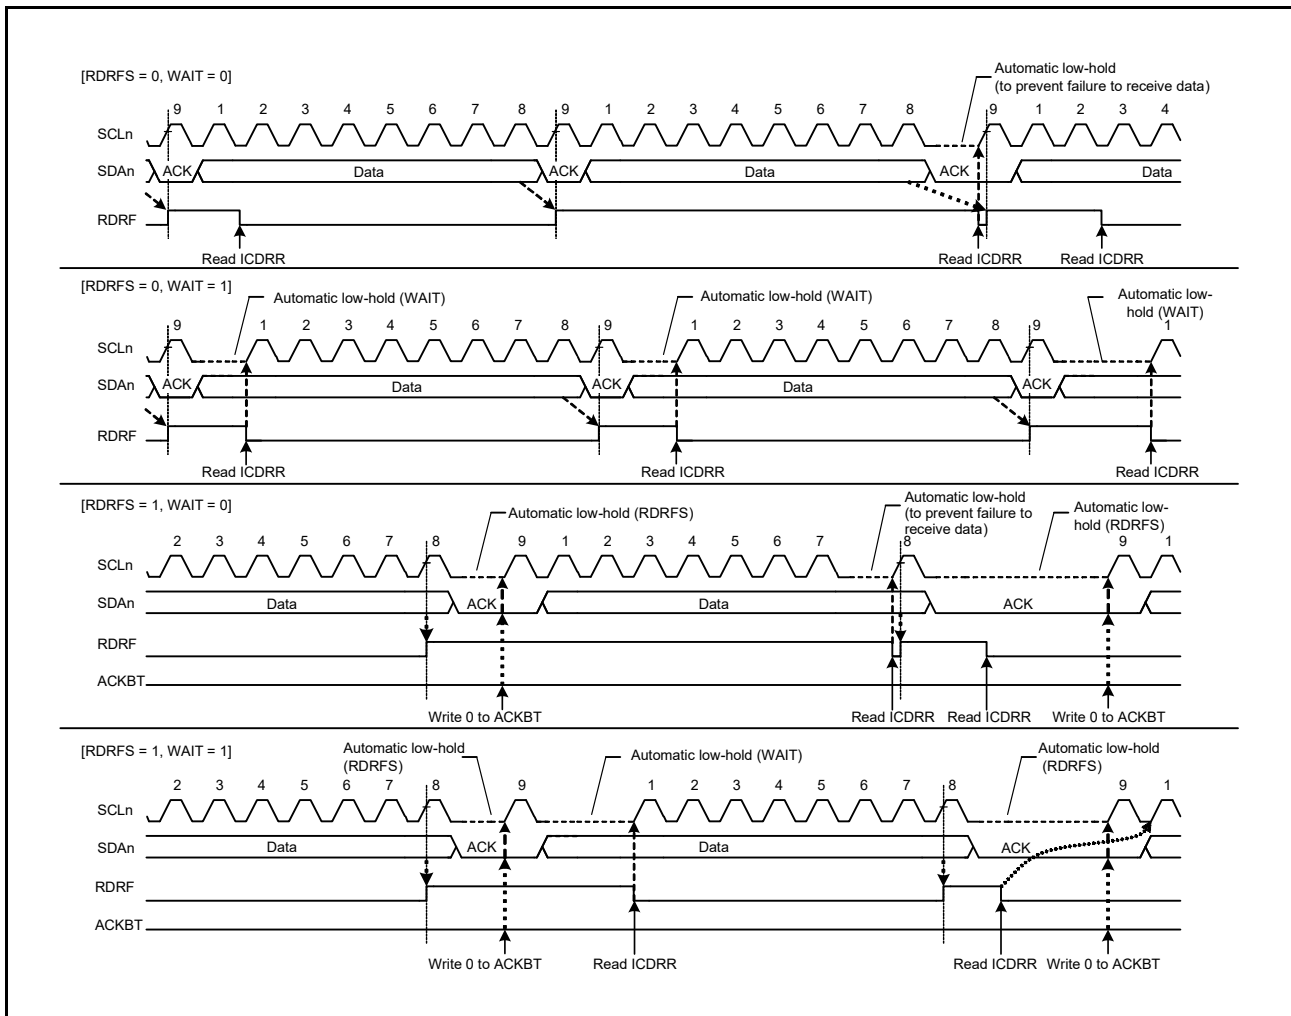 [RDRFS = 0, WAIT = 0]
Automatic low-hold
(to prevent failure to receive data)
9 1 2 3 4 5 6 7 8 9 1 2 3 4 5 6 7 8 9 1 2 3 4
SCLn
SDAn ACK Data ACK Data ACK Data
RDRF
Read ICDRR Read ICDRR Read ICDRR
[RDRFS = 0, WAIT = 1]
Automatic low-hold (WAIT) Automatic low-hold (WAIT) Automatic low-
hold (WAIT)
9 1 2 3 4 5 6 7 8 9 1 2 3 4 5 6 7 8 9 1
SCLn
SDAn ACK Data ACK Data ACK
RDRF
Read ICDRR Read ICDRR Read ICDRR
[RDRFS = 1, WAIT = 0]
Automatic low-hold (RDRFS)
Automatic low-hold
(to prevent failure to
receive data)
Automatic low-
hold (RDRFS)
2 3 4 5 6 7 8 9 1 2 3 4 5 6 7 8 9 1
SCLn
SDAn Data ACK Data ACK
RDRF
ACKBT
Write 0 to ACKBT Read ICDRR Read ICDRR Write 0 to ACKBT
[RDRFS = 1, WAIT = 1]
Automatic low-hold
(RDRFS)
Automatic low-hold (WAIT)
Automatic low-hold
(RDRFS)
2 3 4 5 6 7 8 9 1 2 3 4 5 6 7 8 9 1
SCLn
SDAn Data ACK Data ACK
RDRF
ACKBT
Write 0 to ACKBT Read ICDRR Read ICDRR Write 0 to ACKBT